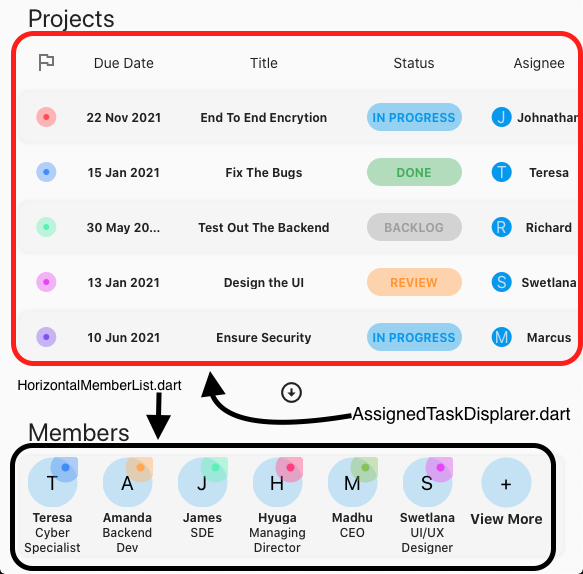 Projects
Due Date Title Status Asignee
22 Nov 2021 End To End Encrytion IN PROGRESS J Johnathan
15 Jan 2021 Fix The Bugs DONE T Teresa
30 May 20... Test Out The Backend BACKLOG R Richard
13 Jan 2021 Design the UI REVIEW S Swetlana
10 Jun 2021 Ensure Security IN PROGRESS M Marcus
HorizontalMemberList.dart
AssignedTaskDisplarer.dart
Members
T A J H M S +
Teresa Amanda James Hyuga Madhu Swetlana View More
Cyber Backend SDE Managing CEO UI/UX
Specialist Dev Director Designer